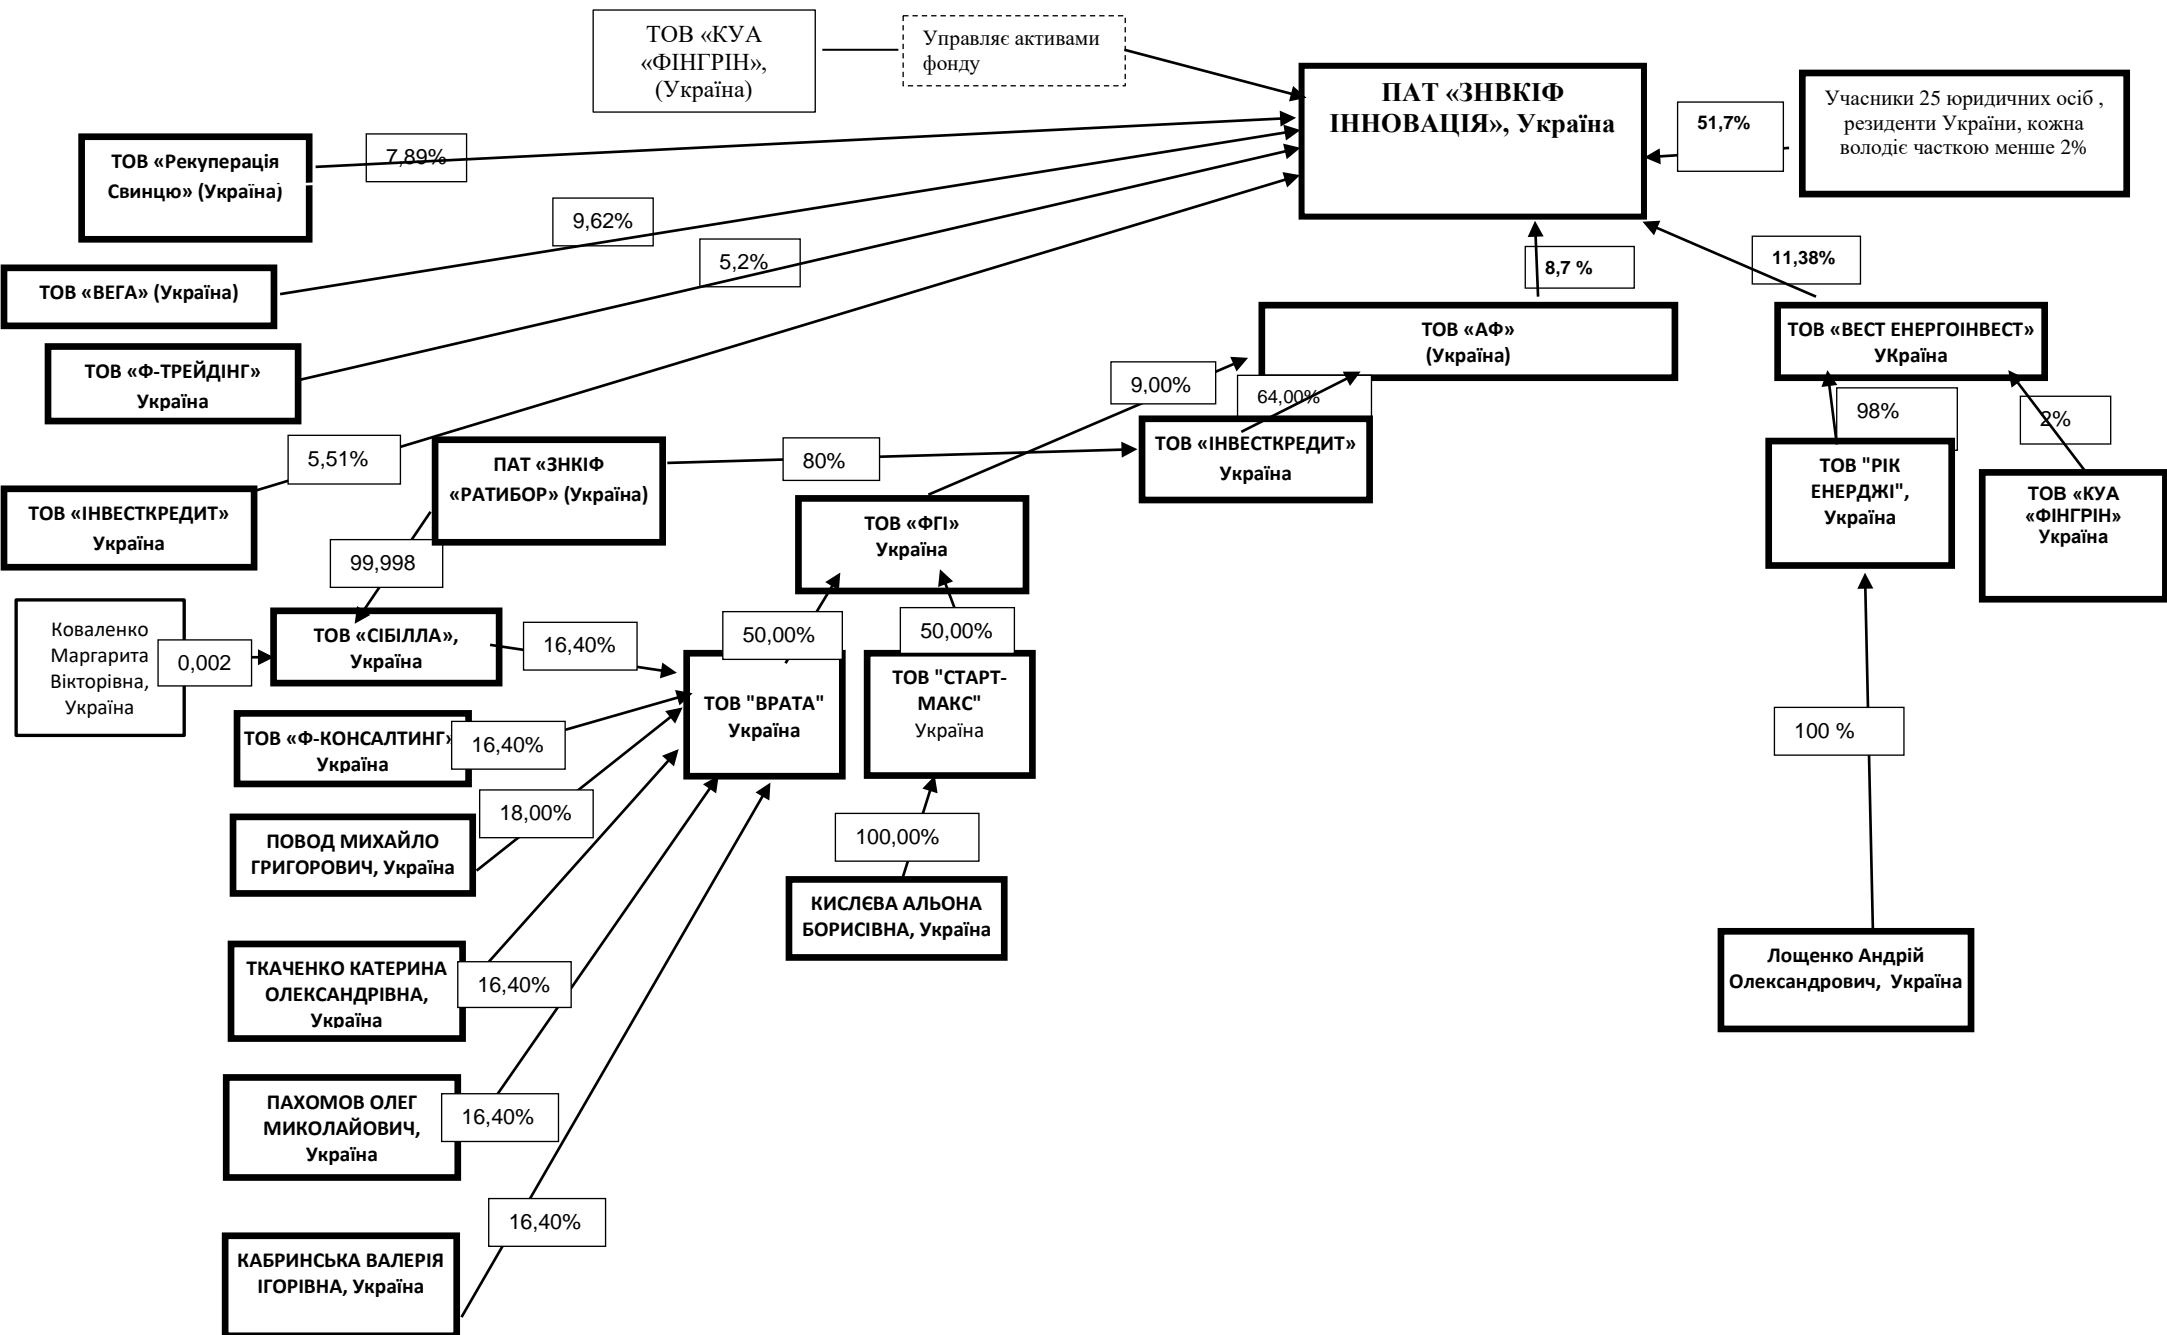 ТОВ «КУА
«ФІНГРІН»,
(Україна)
Управляє активами
фонду
ПАТ «ЗНВКІФ
ІННОВАЦІЯ», Україна
51,7%
Учасники 25 юридичних осіб ,
резиденти України, кожна
володіє часткою менше 2%
ТОВ «Рекуперація
Свинцю» (Україна)
7,89%
9,62%
5,2%
8,7 %
11,38%
ТОВ «ВЕГА» (Україна)
ТОВ «АФ»
(Україна)
ТОВ «ВЕСТ ЕНЕРГОІНВЕСТ»
УКраїна
ТОВ «Ф-ТРЕЙДІНГ»
Україна
9,00%
64,00%
98%
2%
5,51%
ПАТ «ЗНКІФ
«РАТИБОР» (Україна)
80%
ТОВ «ІНВЕСТКРЕДИТ»
Україна
ТОВ "РІК
ЕНЕРДЖІ",
Україна
ТОВ «КУА
«ФІНГРІН»
Україна
ТОВ «ІНВЕСТКРЕДИТ»
Україна
ТОВ «ФГІ»
Україна
99,998
Коваленко
Маргарита
Вікторівна,
Україна
0,002
ТОВ «СІБІЛЛА»,
Україна
16,40%
50,00%
50,00%
ТОВ "ВРАТА"
Україна
ТОВ "СТАРТ-
МАКС"
Україна
ТОВ «Ф-КОНСАЛТИНГ»
Україна
16,40%
100 %
18,00%
ПОВОД МИХАЙЛО
ГРИГОРОВИЧ, Україна
100,00%
КИСЛЄВА АЛЬОНА
БОРИСІВНА, Україна
ТКАЧЕНКО КАТЕРИНА
ОЛЕКСАНДРІВНА,
Україна
16,40%
Лощенко Андрій
Олександрович, Україна
ПАХОМОВ ОЛЕГ
МИКОЛАЙОВИЧ,
Україна
16,40%
16,40%
КАБРИНСЬКА ВАЛЕРІЯ
ІГОРІВНА, Україна